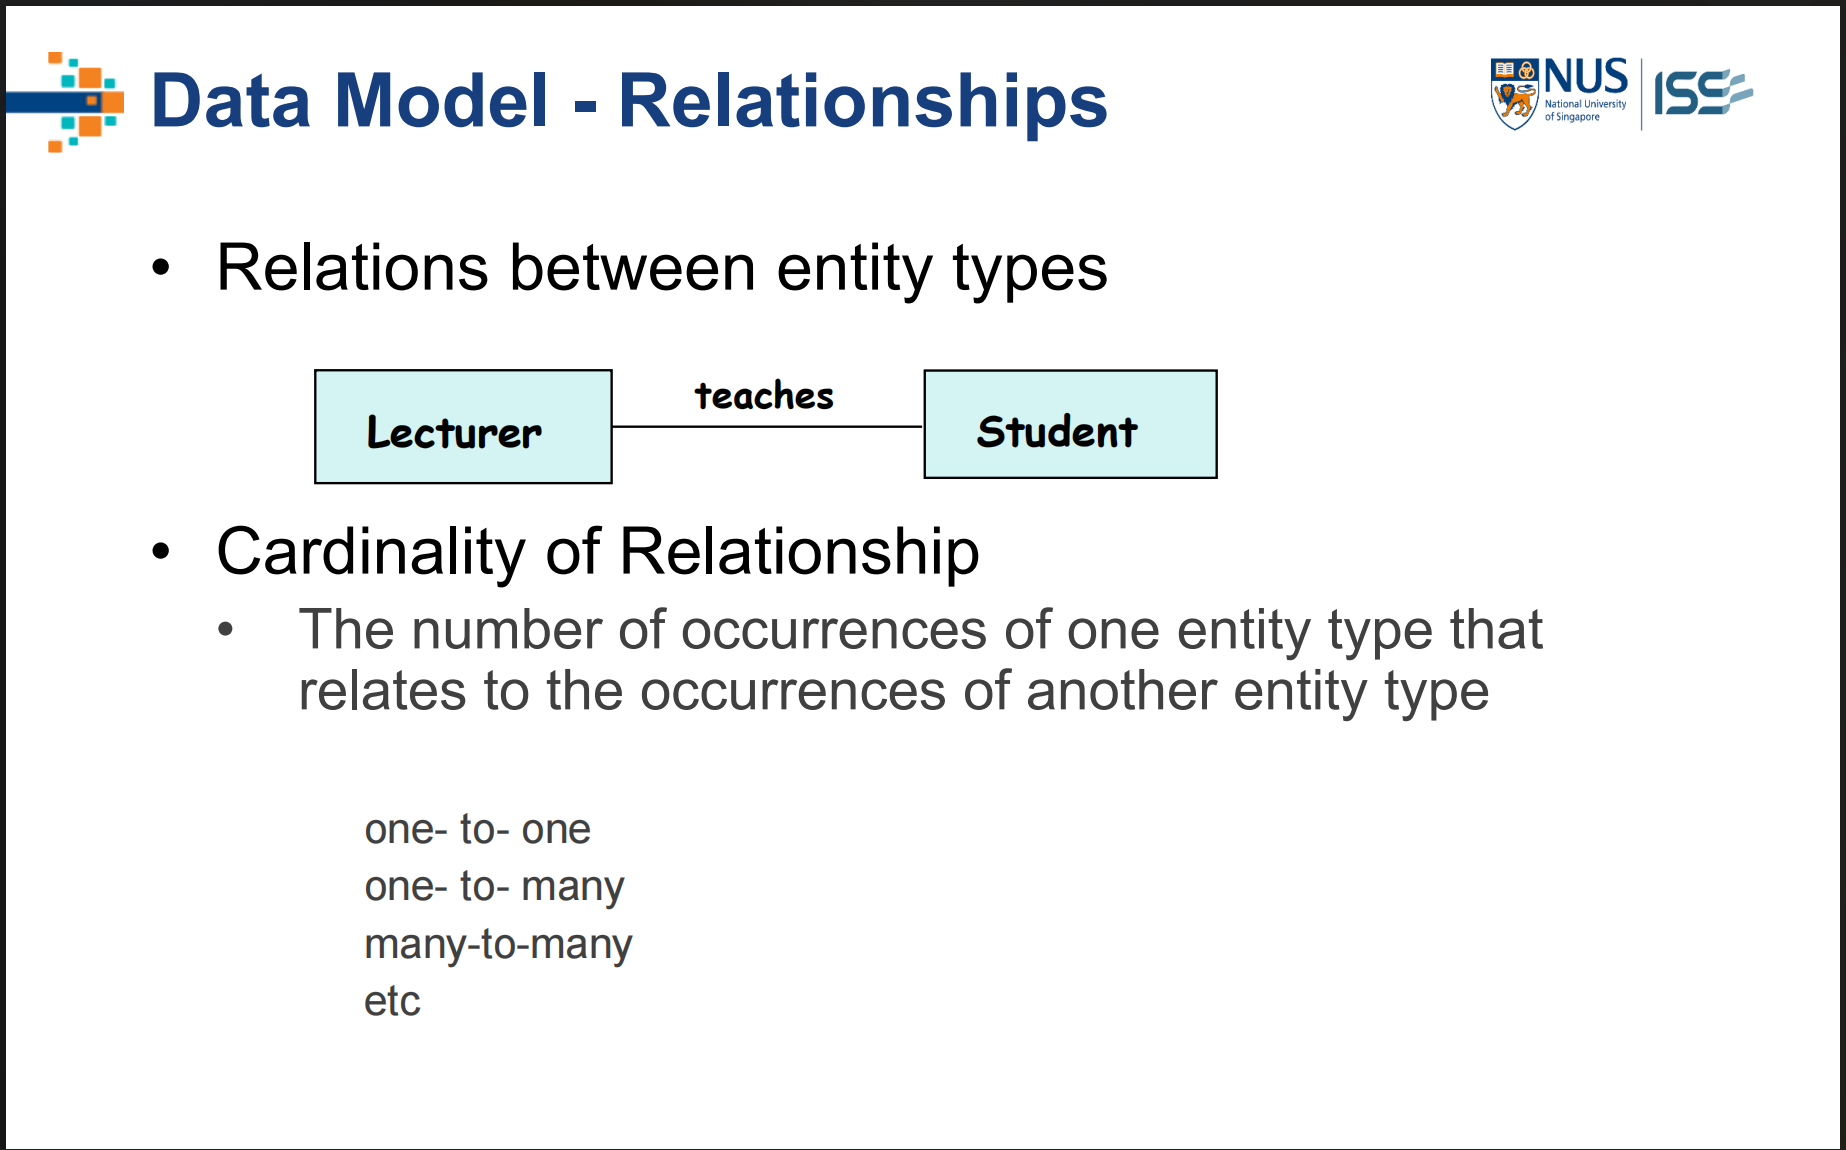 Data Model - Relationships
NUS
National University
of Singapore
ISS
• Relations between entity types
Lecturer
teaches
Student
• Cardinality of Relationship
• The number of occurrences of one entity type that
relates to the occurrences of another entity type
one- to- one
one- to- many
many-to-many
etc